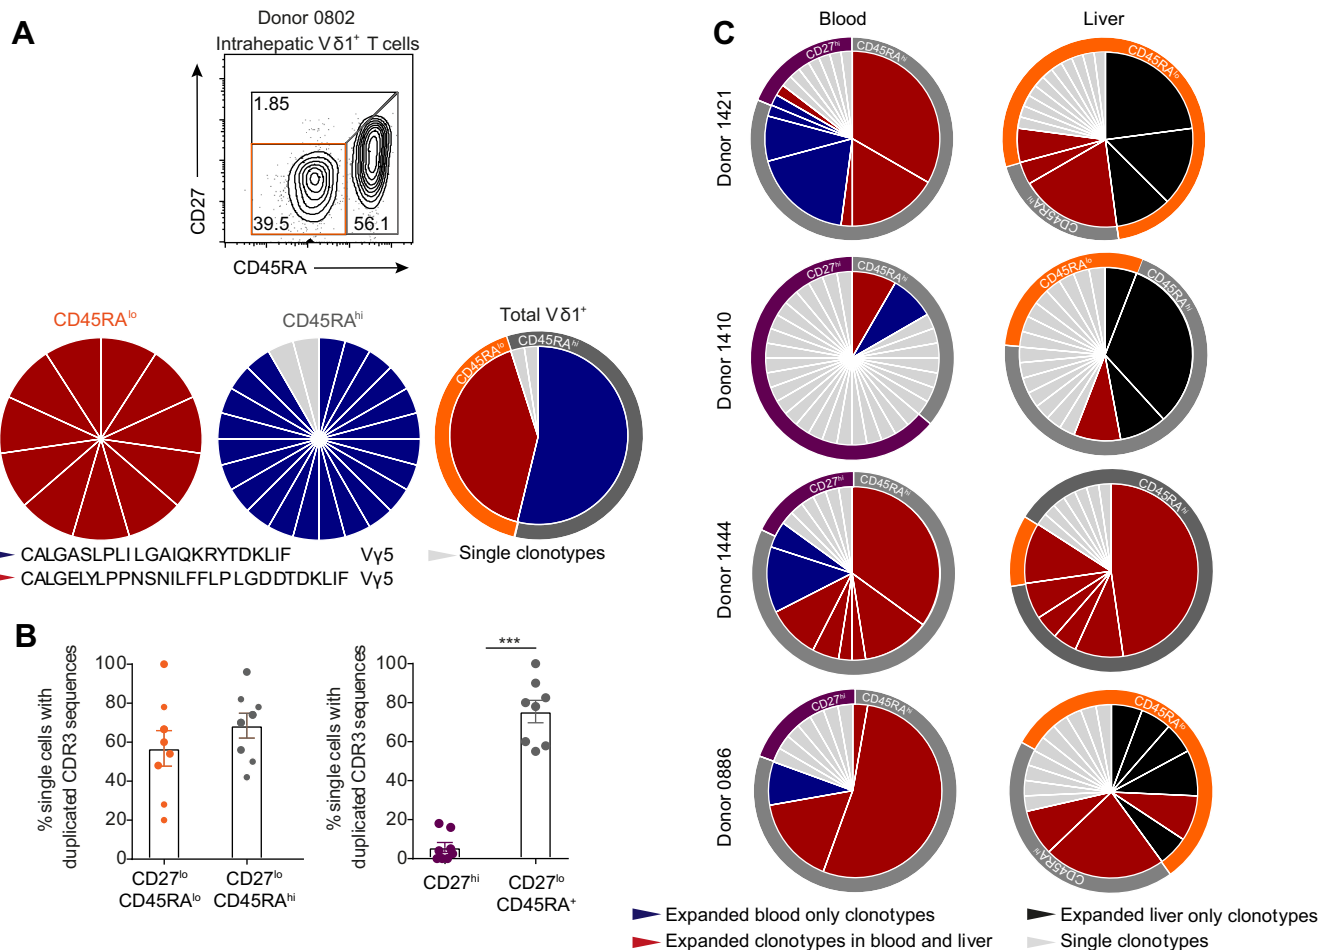 A
Donor 0802
Intrahepatic Vδ1⁺ T cells
1.85
39.5
56.1
CD27
CD45RA
CD45RAˡᵒ
CD45RAʰⁱ
Total Vδ1⁺
CD45RAˡᵒ
CD45RAʰⁱ
CALGASLPLILGAIQKRYTDKLIF Vγ5
CALGELYLPPNSNILFFLPLGDDTDKLIF Vγ5
Single clonotypes
B
% single cells with
duplicated CDR3 sequences
100
80
60
40
20
0
CD27ˡᵒ
CD45RAˡᵒ
CD27ˡᵒ
CD45RAʰⁱ
% single cells with
duplicated CDR3 sequences
100
80
60
40
20
0
***
CD27ʰⁱ
CD27ˡᵒ
CD45RA⁺
C
Blood
Liver
Donor 1421
CD27ʰⁱ
CD45RAʰⁱ
CD45RAˡᵒ
CD45RAʰⁱ
Donor 1410
CD27ʰⁱ
CD45RAʰⁱ
CD45RAˡᵒ
CD45RAʰⁱ
Donor 1444
CD27ʰⁱ
CD45RAʰⁱ
CD45RAʰⁱ
Donor 0886
CD27ʰⁱ
CD45RAʰⁱ
CD45RAˡᵒ
CD45RAʰⁱ
Expanded blood only clonotypes
Expanded clonotypes in blood and liver
Expanded liver only clonotypes
Single clonotypes